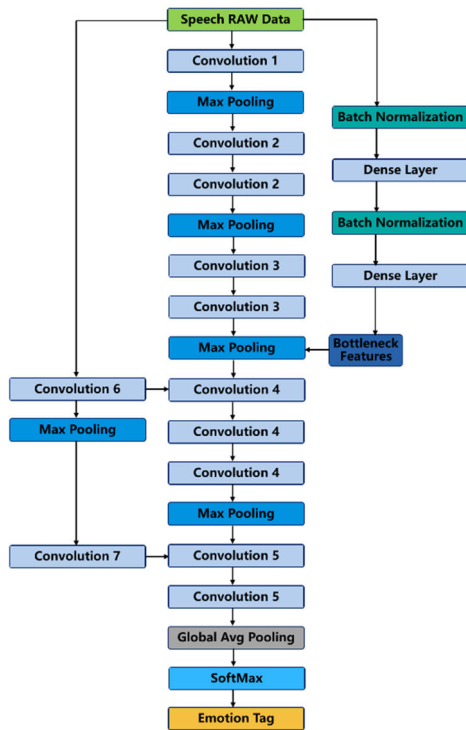 Speech RAW Data
Convolution 1
Max Pooling
Batch Normalization
Convolution 2
Dense Layer
Convolution 2
Max Pooling
Batch Normalization
Convolution 3
Dense Layer
Convolution 3
Max Pooling
Bottleneck
Features
Convolution 6
Convolution 4
Max Pooling
Convolution 4
Convolution 4
Max Pooling
Convolution 7
Convolution 5
Convolution 5
Global Avg Pooling
SoftMax
Emotion Tag